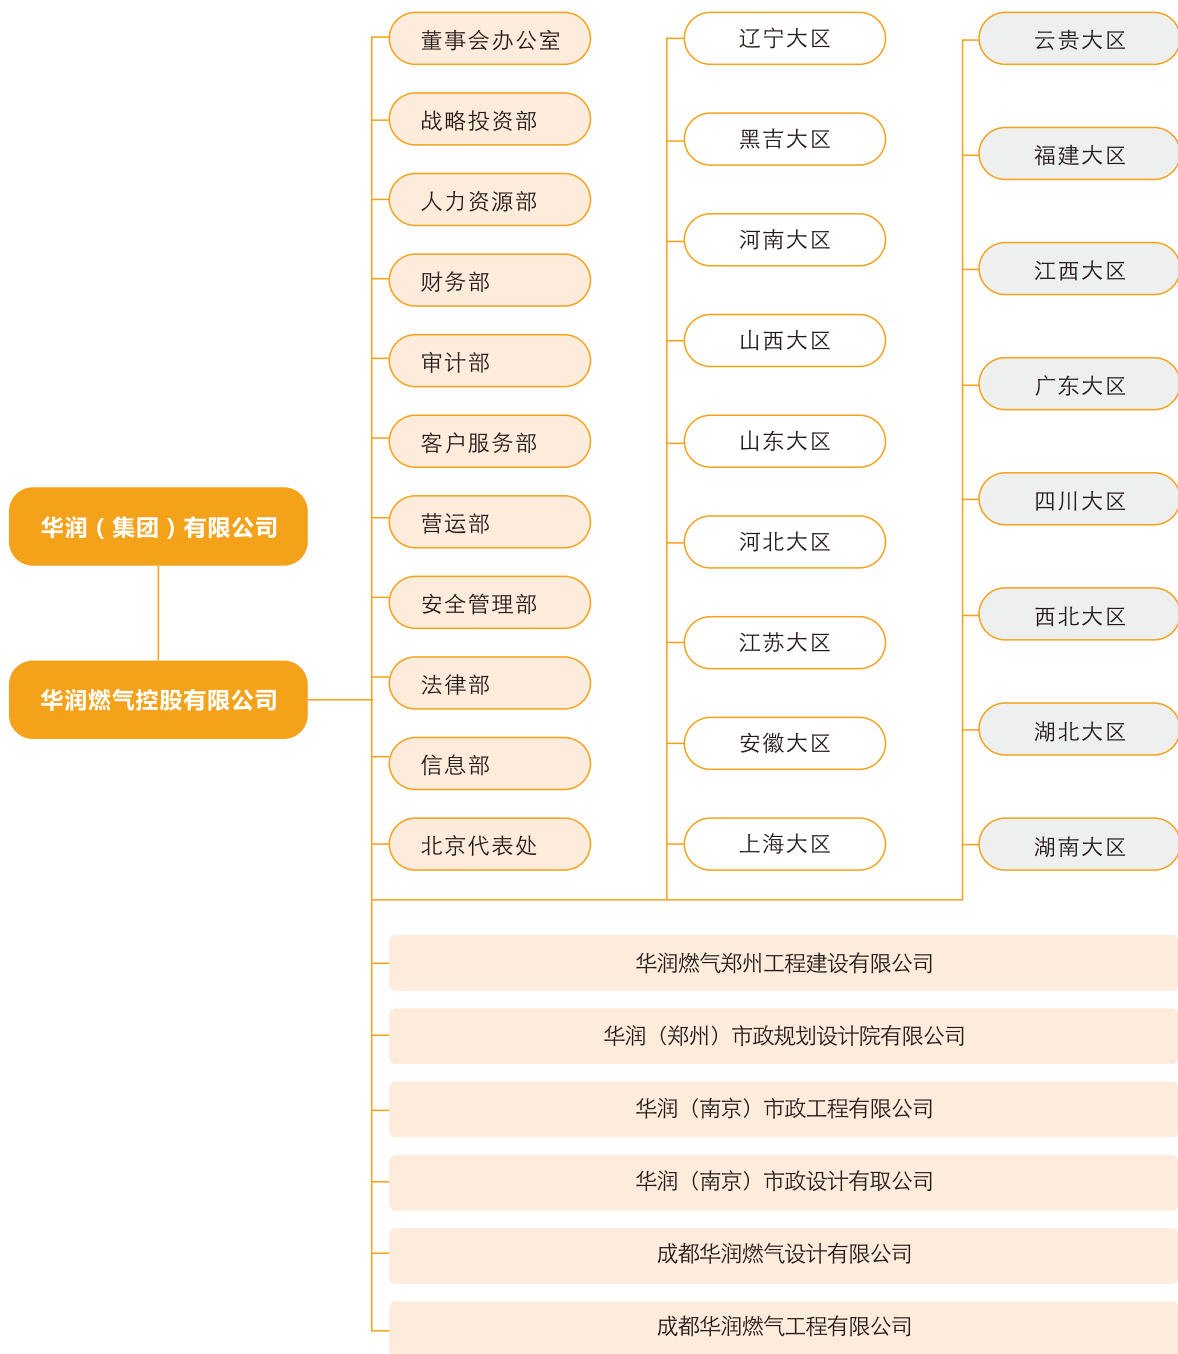 华润（集团）有限公司
华润燃气控股有限公司
董事会办公室
战略投资部
人力资源部
财务部
审计部
客户服务部
营运部
安全管理部
法律部
信息部
北京代表处
辽宁大区
黑吉大区
河南大区
山西大区
山东大区
河北大区
江苏大区
安徽大区
上海大区
云贵大区
福建大区
江西大区
广东大区
四川大区
西北大区
湖北大区
湖南大区
华润燃气郑州工程建设有限公司
华润（郑州）市政规划设计院有限公司
华润（南京）市政工程有限公司
华润（南京）市政设计有取公司
成都华润燃气设计有限公司
成都华润燃气工程有限公司